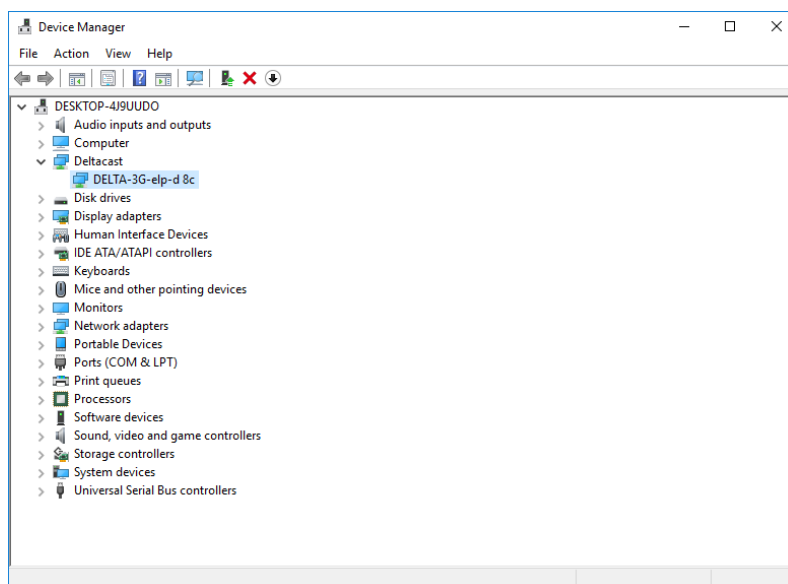 Device Manager
File Action View Help
DESKTOP-4J9UUDO
Audio inputs and outputs
Computer
Deltacast
DELTA-3G-elp-d 8c
Disk drives
Display adapters
Human Interface Devices
IDE ATA/ATAPI controllers
Keyboards
Mice and other pointing devices
Monitors
Network adapters
Portable Devices
Ports (COM & LPT)
Print queues
Processors
Software devices
Sound, video and game controllers
Storage controllers
System devices
Universal Serial Bus controllers